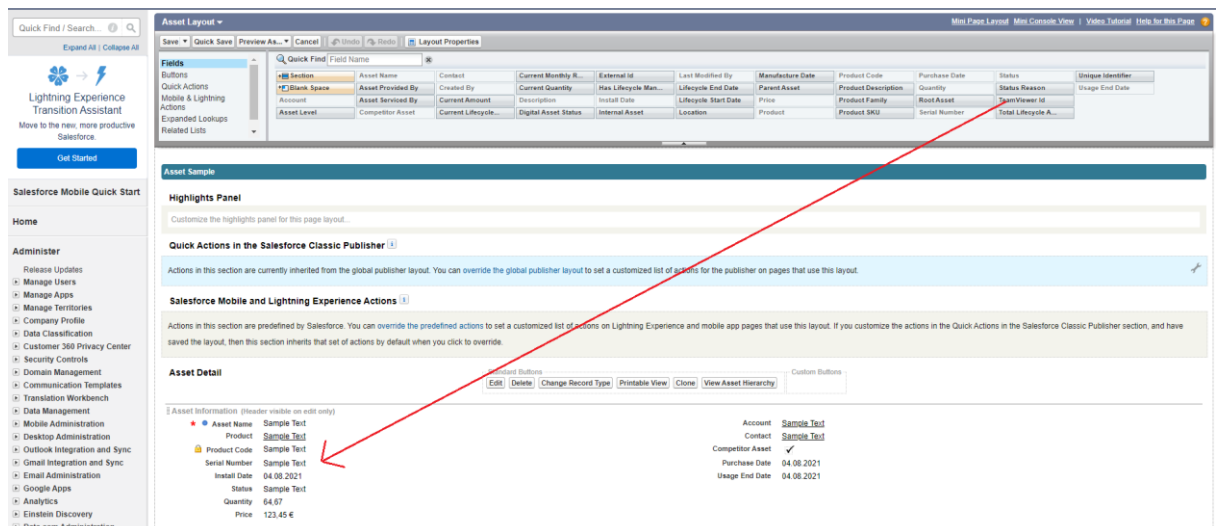 Quick Find / Search...
Expand All | Collapse All
Lightning Experience
Transition Assistant
Move to the new, more productive
Salesforce.
Get Started
Salesforce Mobile Quick Start
Home
Administer
Release Updates
Manage Users
Manage Apps
Manage Territories
Company Profile
Data Classification
Customer 360 Privacy Center
Security Controls
Domain Management
Communication Templates
Translation Workbench
Data Management
Mobile Administration
Desktop Administration
Outlook Integration and Sync
Gmail Integration and Sync
Email Administration
Google Apps
Analytics
Einstein Discovery
Data.com Administration
Asset Layout
Mini Page Layout Mini Console View | Video Tutorial Help for this Page
Save Quick Save Preview As... Cancel Undo Redo Layout Properties
Fields
Buttons
Quick Actions
Mobile & Lightning
Actions
Expanded Lookups
Related Lists
Quick Find Field Name
Section Asset Name Contact Current Monthly R... External Id Last Modified By Manufacture Date Product Code Purchase Date Status Unique Identifier
Blank Space Asset Provided By Created By Current Quantity Has Lifecycle Man... Lifecycle End Date Parent Asset Product Description Quantity Status Reason Usage End Date
Account Asset Serviced By Current Amount Description Install Date Lifecycle Start Date Price Product Family Root Asset TeamViewer Id
Asset Level Competitor Asset Current Lifecycle... Digital Asset Status Internal Asset Location Product Product SKU Serial Number Total Lifecycle A...
Asset Sample
Highlights Panel
Customize the highlights panel for this page layout...
Quick Actions in the Salesforce Classic Publisher
Actions in this section are currently inherited from the global publisher layout. You can override the global publisher layout to set a customized list of actions for the publisher on pages that use this layout.
Salesforce Mobile and Lightning Experience Actions
Actions in this section are predefined by Salesforce. You can override the predefined actions to set a customized list of actions on Lightning Experience and mobile app pages that use this layout. If you customize the actions in the Quick Actions in the Salesforce Classic Publisher section, and have
saved the layout, then this section inherits that set of actions by default when you click to override.
Asset Detail
Standard Buttons
Edit Delete Change Record Type Printable View Clone View Asset Hierarchy
Custom Buttons
Asset Information (Header visible on edit only)
Asset Name Sample Text
Product Sample Text
Product Code Sample Text
Serial Number Sample Text
Install Date 04.08.2021
Status Sample Text
Quantity 64,67
Price 123,45 €
Account Sample Text
Contact Sample Text
Competitor Asset
Purchase Date 04.08.2021
Usage End Date 04.08.2021